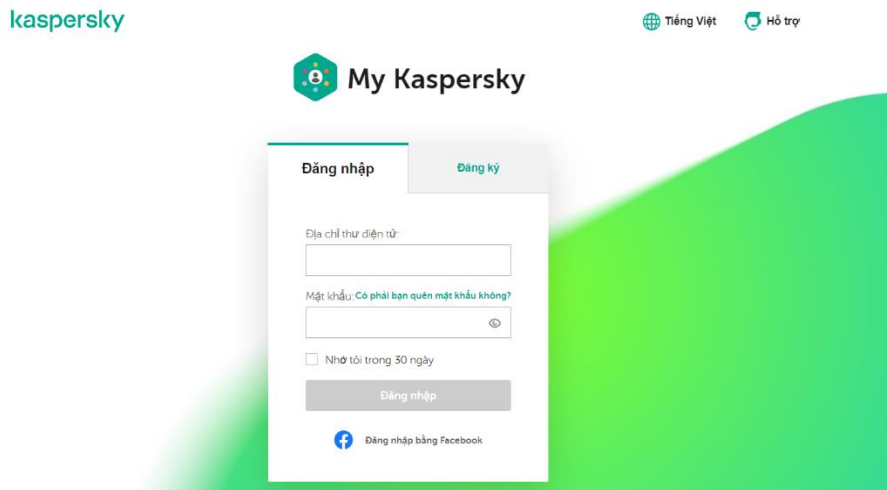 kaspersky
Tiếng Việt
Hỗ trợ
My Kaspersky
Đăng nhập
Đăng ký
Địa chỉ thư điện tử:
Mật khẩu: Có phải bạn quên mật khẩu không?
Nhớ tôi trong 30 ngày
Đăng nhập
Đăng nhập bằng Facebook